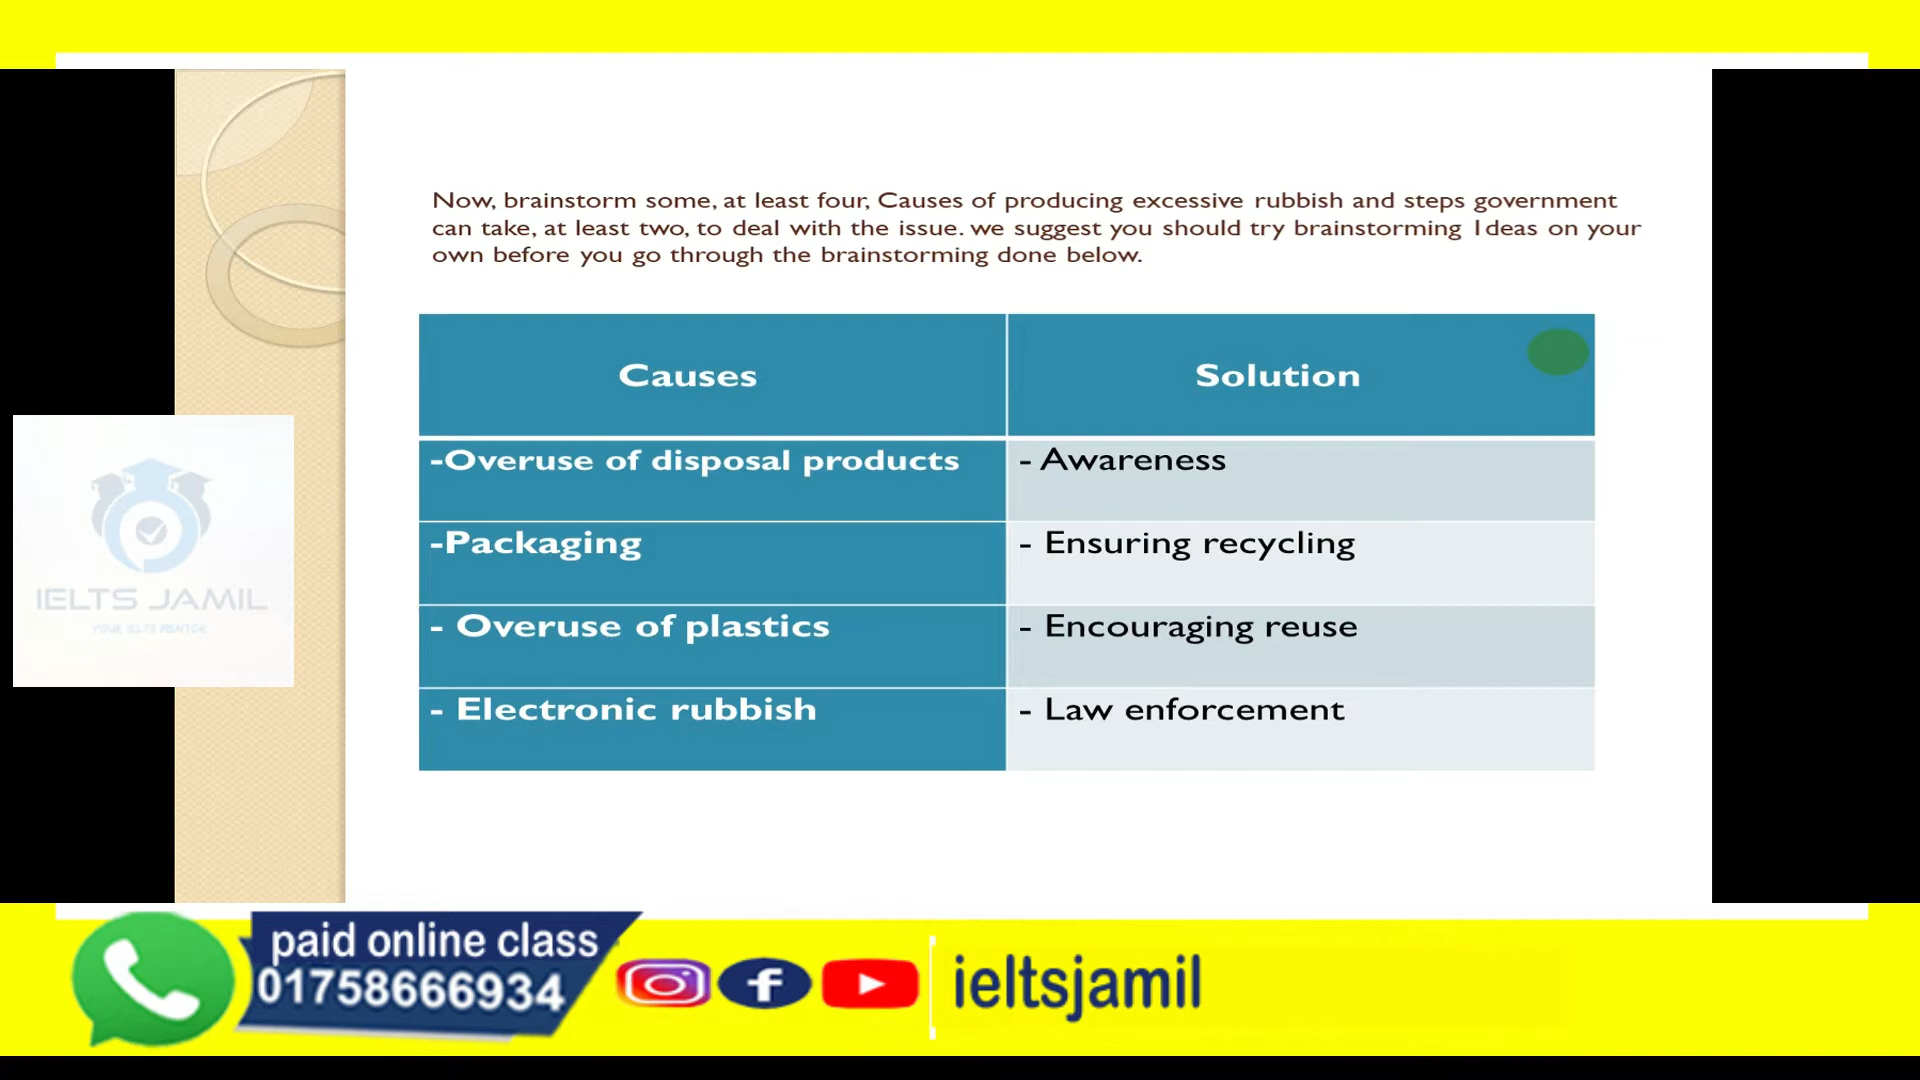 Now, brainstorm some, at least four, Causes of producing excessive rubbish and steps government
can take, at least two, to deal with the issue. we suggest you should try brainstorming Ideas on your
own before you go through the brainstorming done below.
Causes
Solution
-Overuse of disposal products
- Awareness
-Packaging
- Ensuring recycling
- Overuse of plastics
- Encouraging reuse
- Electronic rubbish
- Law enforcement
IELTS JAMIL
YOUR IELTS MENTOR
paid online class
01758666934
ieltsjamil